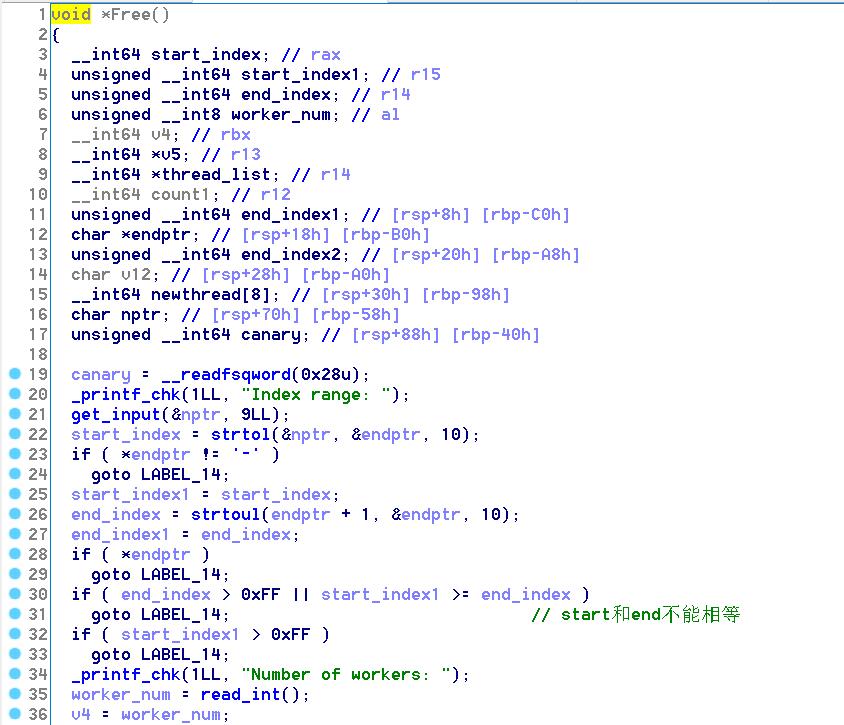 1 void *Free()
2 {
3 __int64 start_index; // rax
4 unsigned __int64 start_index1; // r15
5 unsigned __int64 end_index; // r14
6 unsigned __int8 worker_num; // al
7 __int64 v4; // rbx
8 __int64 *v5; // r13
9 __int64 *thread_list; // r14
10 __int64 count1; // r12
11 unsigned __int64 end_index1; // [rsp+8h] [rbp-C0h]
12 char *endptr; // [rsp+18h] [rbp-B0h]
13 unsigned __int64 end_index2; // [rsp+20h] [rbp-A8h]
14 char v12; // [rsp+28h] [rbp-A0h]
15 __int64 newthread[8]; // [rsp+30h] [rbp-98h]
16 char nptr; // [rsp+70h] [rbp-58h]
17 unsigned __int64 canary; // [rsp+88h] [rbp-40h]
18
19 canary = __readfsqword(0x28u);
20 _printf_chk(1LL, "Index range: ");
21 get_input(&nptr, 9LL);
22 start_index = strtol(&nptr, &endptr, 10);
23 if ( *endptr != '-' )
24 goto LABEL_14;
25 start_index1 = start_index;
26 end_index = strtoul(endptr + 1, &endptr, 10);
27 end_index1 = end_index;
28 if ( *endptr )
29 goto LABEL_14;
30 if ( end_index > 0xFF || start_index1 >= end_index )
31 goto LABEL_14; // start和end不能相等
32 if ( start_index1 > 0xFF )
33 goto LABEL_14;
34 _printf_chk(1LL, "Number of workers: ");
35 worker_num = read_int();
36 v4 = worker_num;